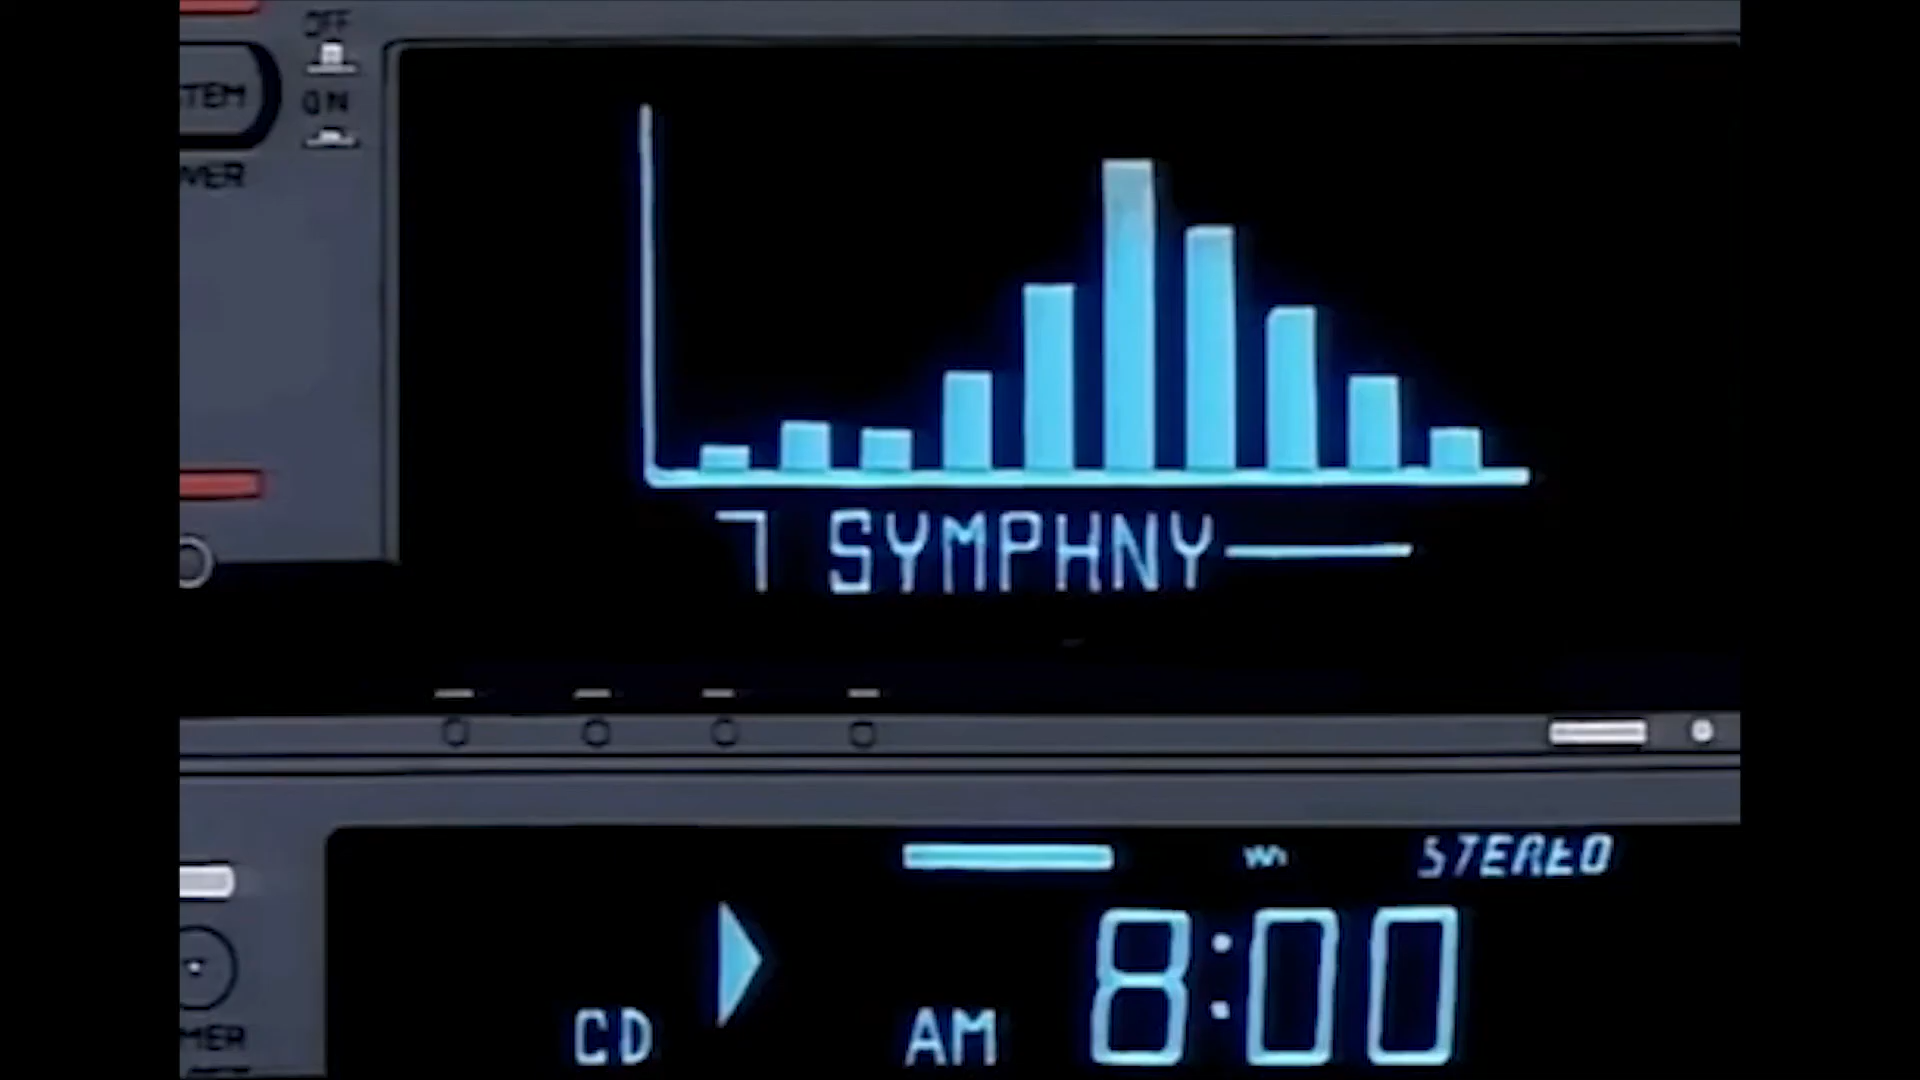 OFF
ON
7 SYMPHNY
STEREO
CD
AM 8:00